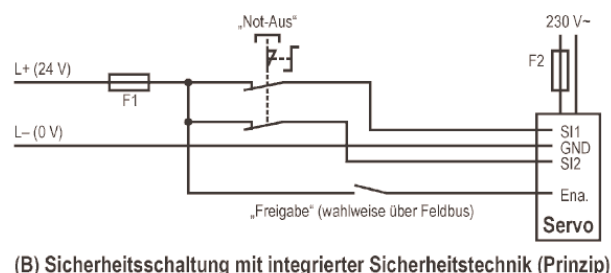 „Not-Aus"
230 V~
L+ (24 V)
F1
F2
L– (0 V)
SI1
GND
SI2
Ena.
„Freigabe" (wahlweise über Feldbus)
Servo
(B) Sicherheitsschaltung mit integrierter Sicherheitstechnik (Prinzip)